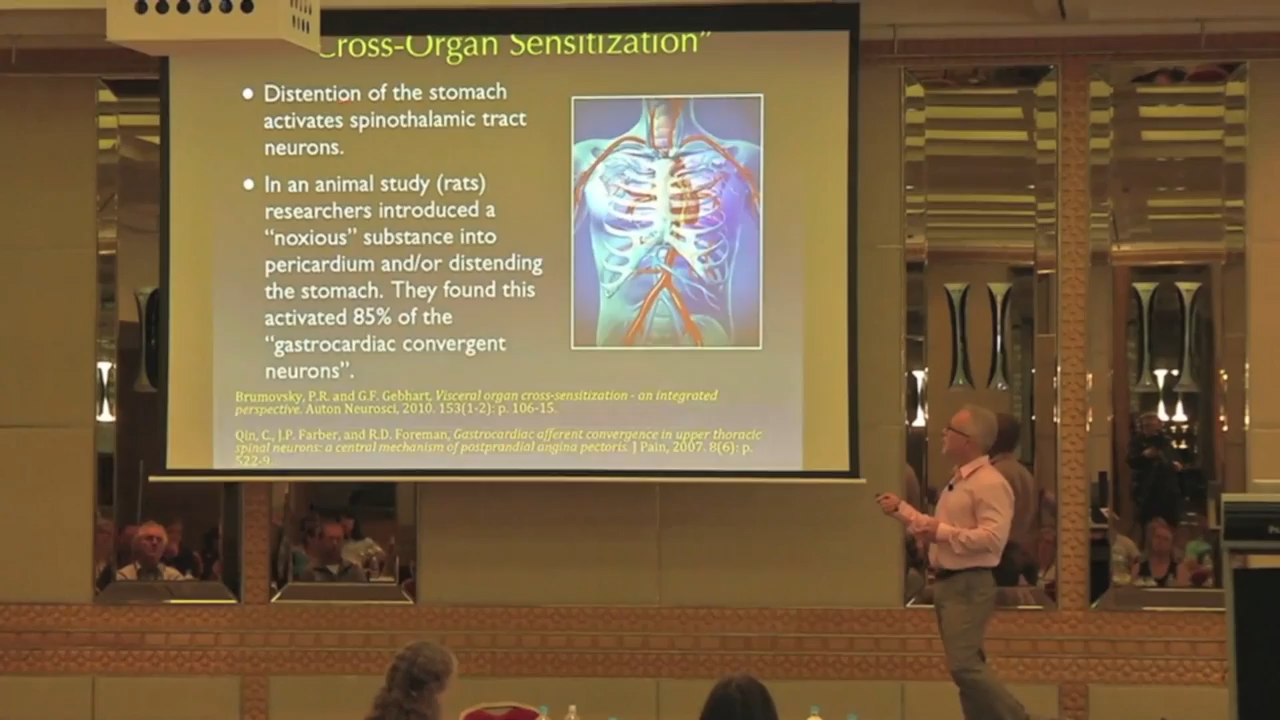 Cross-Organ Sensitization"
• Distention of the stomach
activates spinothalamic tract
neurons.
• In an animal study (rats)
researchers introduced a
“noxious” substance into
pericardium and/or distending
the stomach. They found this
activated 85% of the
“gastrocardiac convergent
neurons”.
Brumovsky, P.R. and G.F. Gebhart, Visceral organ cross-sensitization - an integrated
perspective. Auton Neurosci, 2010. 153(1-2): p. 106-15.
Qin, C., J.P. Farber, and R.D. Foreman, Gastrocardiac afferent convergence in upper thoracic
spinal neurons: a central mechanism of postprandial angina pectoris. J Pain, 2007. 8(6): p.
522-9.